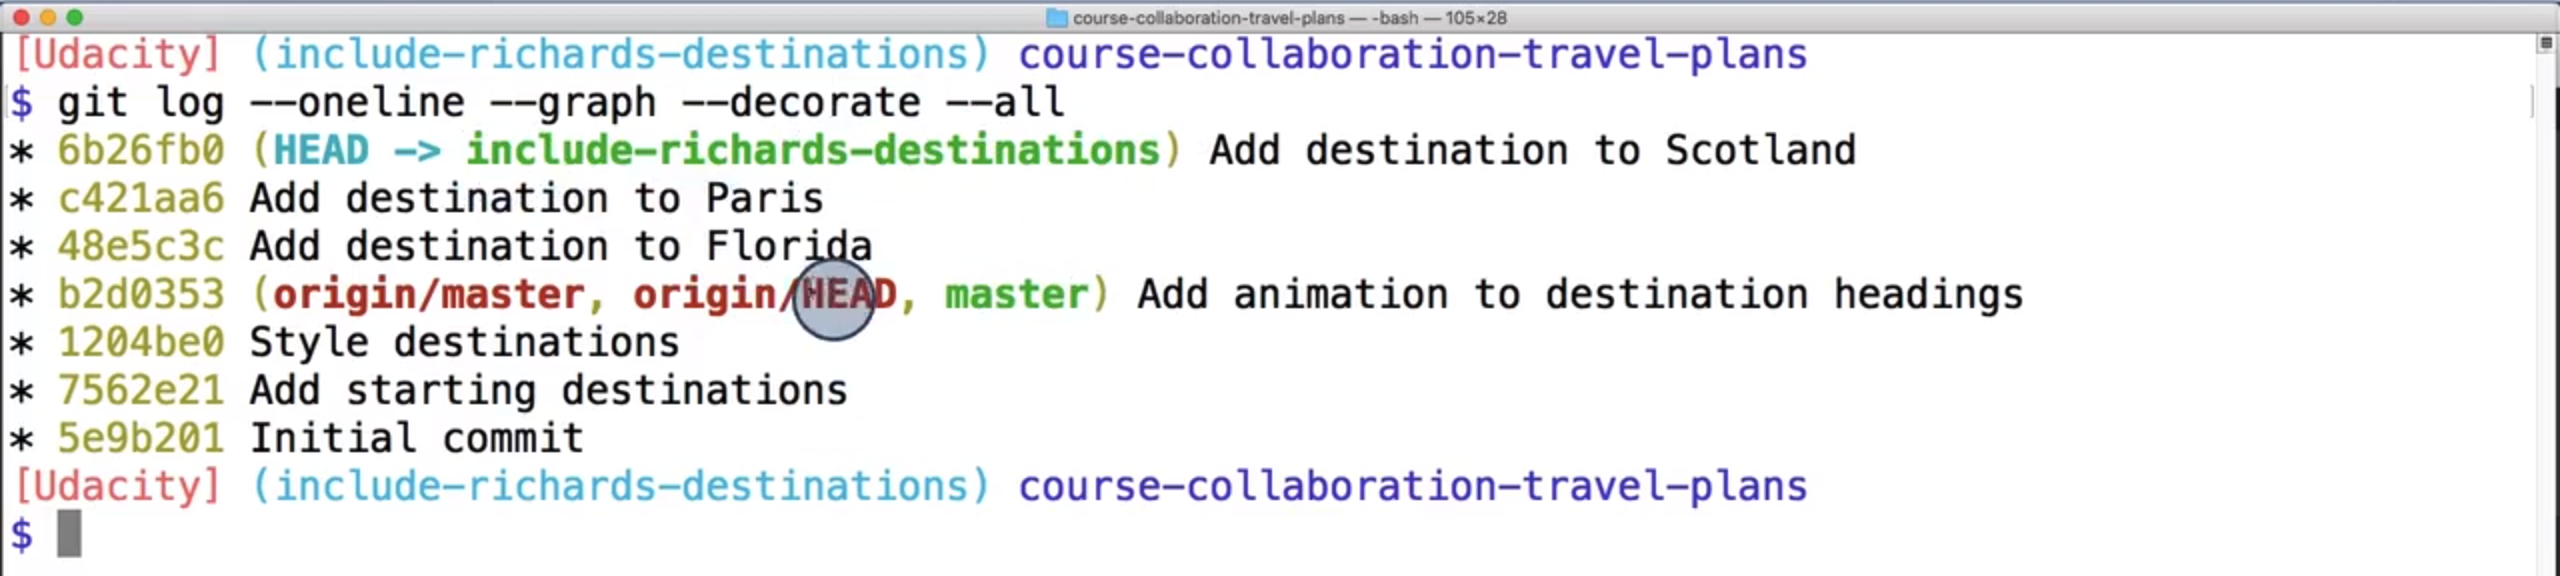 course-collaboration-travel-plans — -bash — 105×28
[Udacity] (include-richards-destinations) course-collaboration-travel-plans
$ git log --oneline --graph --decorate --all
* 6b26fb0 (HEAD -> include-richards-destinations) Add destination to Scotland
* c421aa6 Add destination to Paris
* 48e5c3c Add destination to Florida
* b2d0353 (origin/master, origin/HEAD, master) Add animation to destination headings
* 1204be0 Style destinations
* 7562e21 Add starting destinations
* 5e9b201 Initial commit
[Udacity] (include-richards-destinations) course-collaboration-travel-plans
$